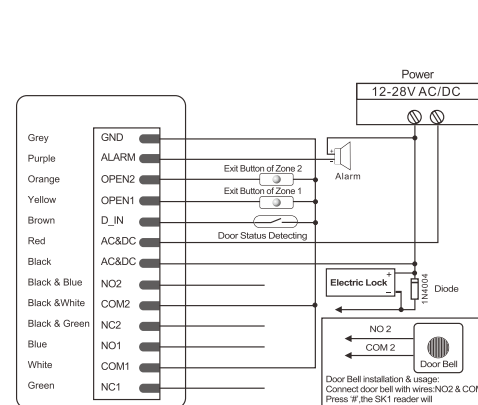 Power
12-28V AC/DC
Grey GND
Purple ALARM
+
-
Alarm
Orange OPEN2
Exit Button of Zone 2
Yellow OPEN1
Exit Button of Zone 1
Brown D_IN
Door Status Detecting
Red AC&DC
Black AC&DC
Black & Blue NO2
Black &White COM2
Black & Green NC2
Blue NO1
White COM1
Green NC1
Electric Lock
+
-
1N4004
Diode
NO 2
COM 2
Door Bell
Door Bell installation & usage:
Connect door bell with wires:NO2 & COM
Press '#',the SK1 reader will